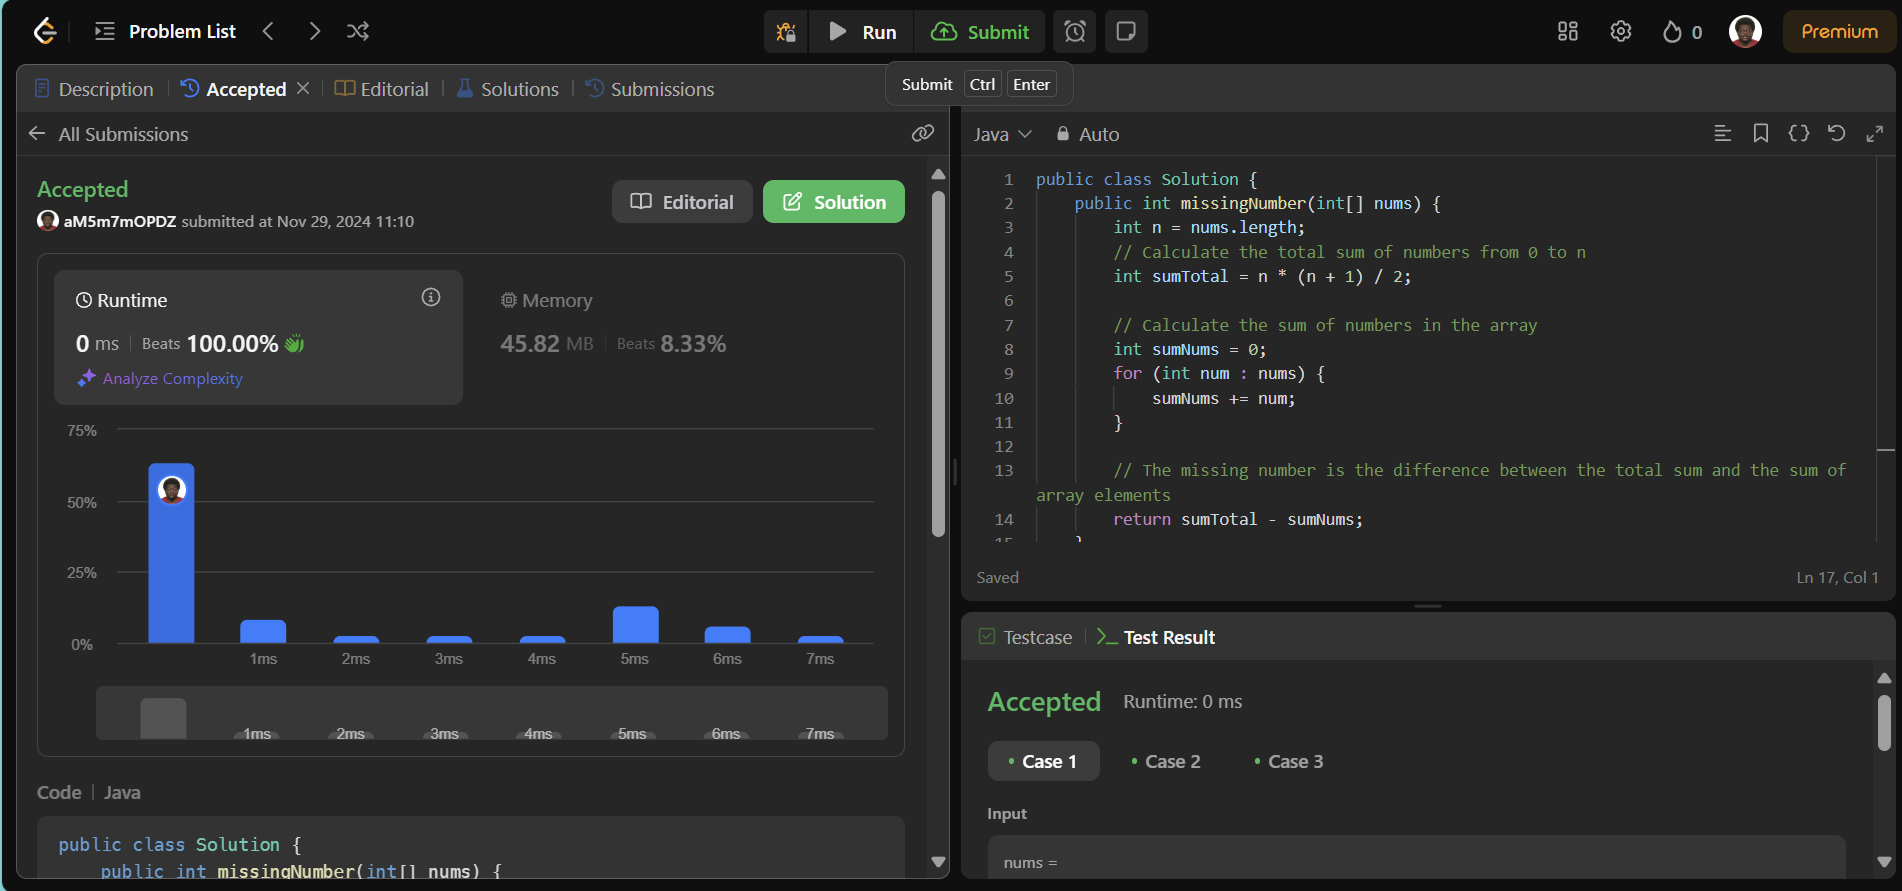 Problem List
Run
Submit
0
Premium
Description
Accepted
Editorial
Solutions
Submissions
Submit Ctrl Enter
All Submissions
Accepted
Editorial
Solution
aM5m7mOPDZ submitted at Nov 29, 2024 11:10
Runtime
0 ms Beats 100.00%
Analyze Complexity
Memory
45.82 MB Beats 8.33%
75%
50%
25%
0%
1ms 2ms 3ms 4ms 5ms 6ms 7ms
1ms 2ms 3ms 4ms 5ms 6ms 7ms
Code Java
public class Solution {
public int missingNumber(int[] nums) {
Java Auto
1 public class Solution {
2 public int missingNumber(int[] nums) {
3 int n = nums.length;
4 // Calculate the total sum of numbers from 0 to n
5 int sumTotal = n * (n + 1) / 2;
6
7 // Calculate the sum of numbers in the array
8 int sumNums = 0;
9 for (int num : nums) {
10 sumNums += num;
11 }
12
13 // The missing number is the difference between the total sum and the sum of
array elements
14 return sumTotal - sumNums;
15 }
Saved
Ln 17, Col 1
Testcase
Test Result
Accepted Runtime: 0 ms
Case 1
Case 2
Case 3
Input
nums =